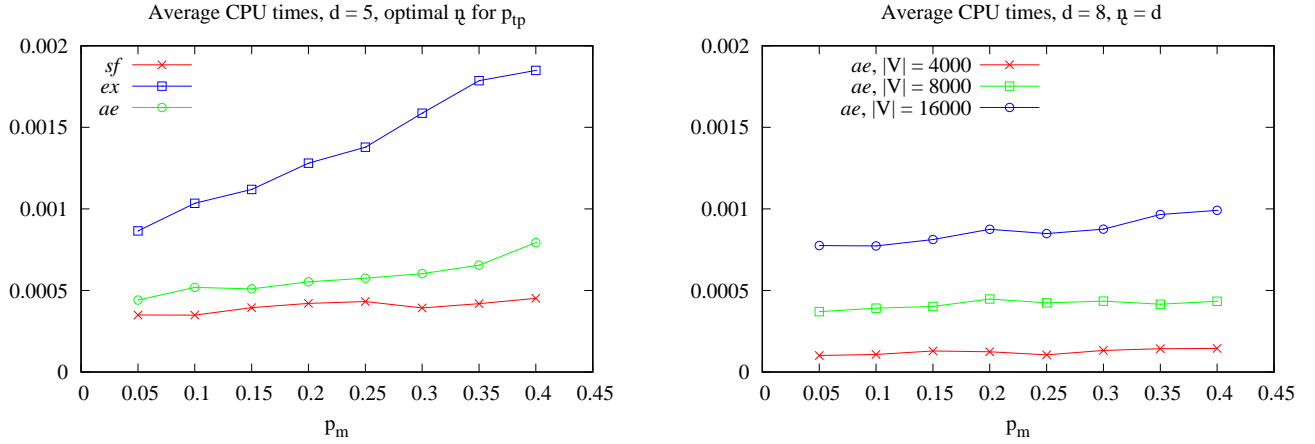 Average CPU times, d = 5, optimal n_c for p_tp
0.002
0.0015
0.001
0.0005
0
sf
ex
ae
0 0.05 0.1 0.15 0.2 0.25 0.3 0.35 0.4 0.45
p_m
Average CPU times, d = 8, n_c = d
0.002
0.0015
0.001
0.0005
0
ae, |V| = 4000
ae, |V| = 8000
ae, |V| = 16000
0 0.05 0.1 0.15 0.2 0.25 0.3 0.35 0.4 0.45
p_m